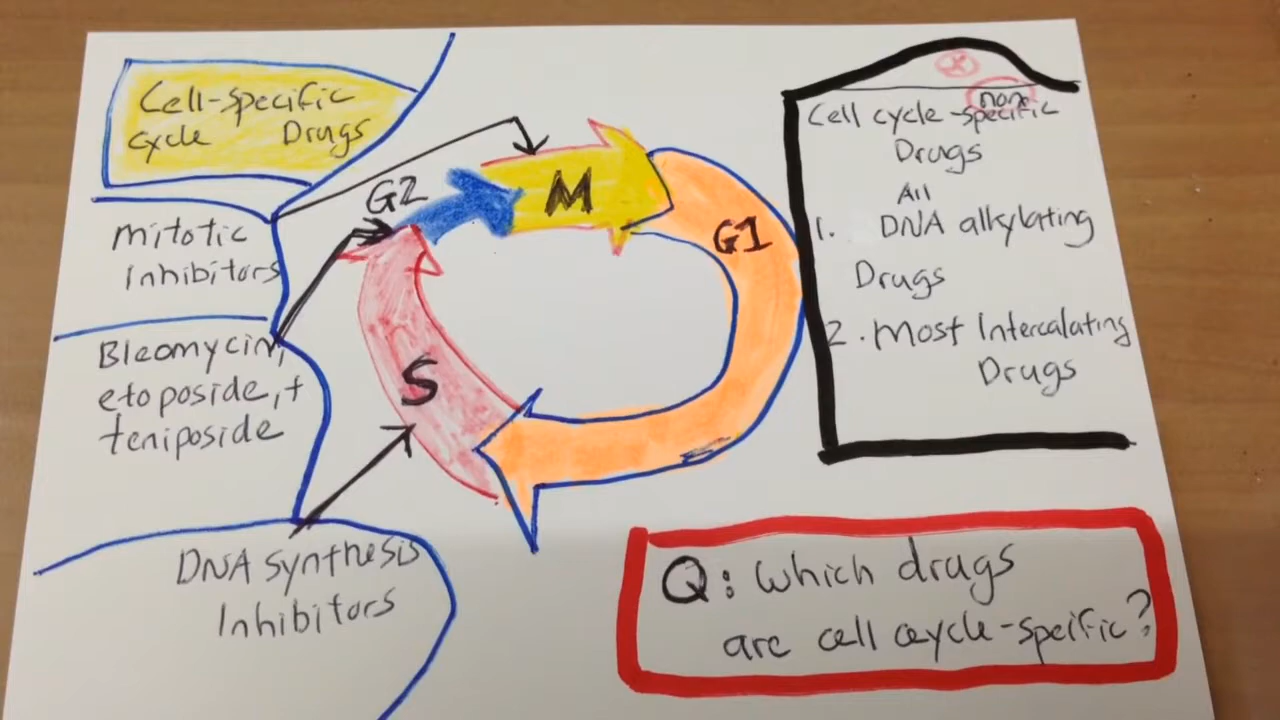 Cell-specific
cycle Drugs
mitotic
Inhibitors
Bleomycin,
etoposide, +
teniposide
DNA synthesis
Inhibitors
G2
M
G1
S
non
Cell cycle-specific
Drugs
All
1. DNA alkylating
Drugs
2. Most Intercalating
Drugs
Q: which drugs
are cell ceycle-speific?